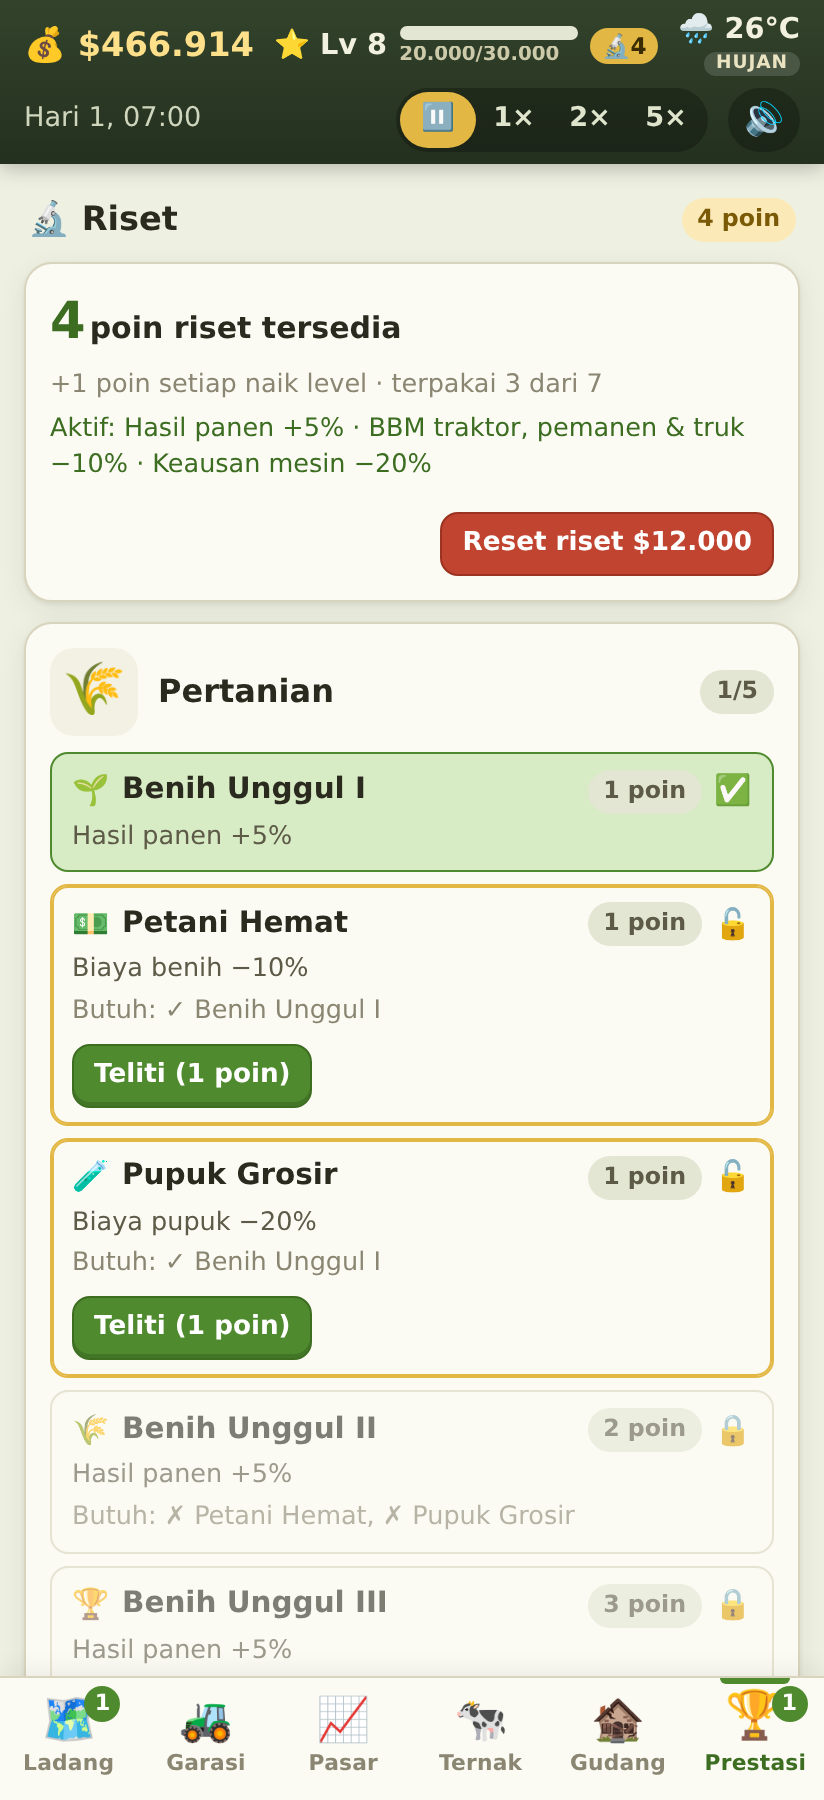 $466.914
Lv 8
20.000/30.000
4
26°C
HUJAN
Hari 1, 07:00
1×
2×
5×
Riset
4 poin
4 poin riset tersedia
+1 poin setiap naik level · terpakai 3 dari 7
Aktif: Hasil panen +5% · BBM traktor, pemanen & truk
−10% · Keausan mesin −20%
Reset riset $12.000
Pertanian
1/5
Benih Unggul I
1 poin
Hasil panen +5%
Petani Hemat
1 poin
Biaya benih −10%
Butuh: ✓ Benih Unggul I
Teliti (1 poin)
Pupuk Grosir
1 poin
Biaya pupuk −20%
Butuh: ✓ Benih Unggul I
Teliti (1 poin)
Benih Unggul II
2 poin
Hasil panen +5%
Butuh: ✗ Petani Hemat, ✗ Pupuk Grosir
Benih Unggul III
3 poin
Hasil panen +5%
1
1
Ladang
Garasi
Pasar
Ternak
Gudang
Prestasi